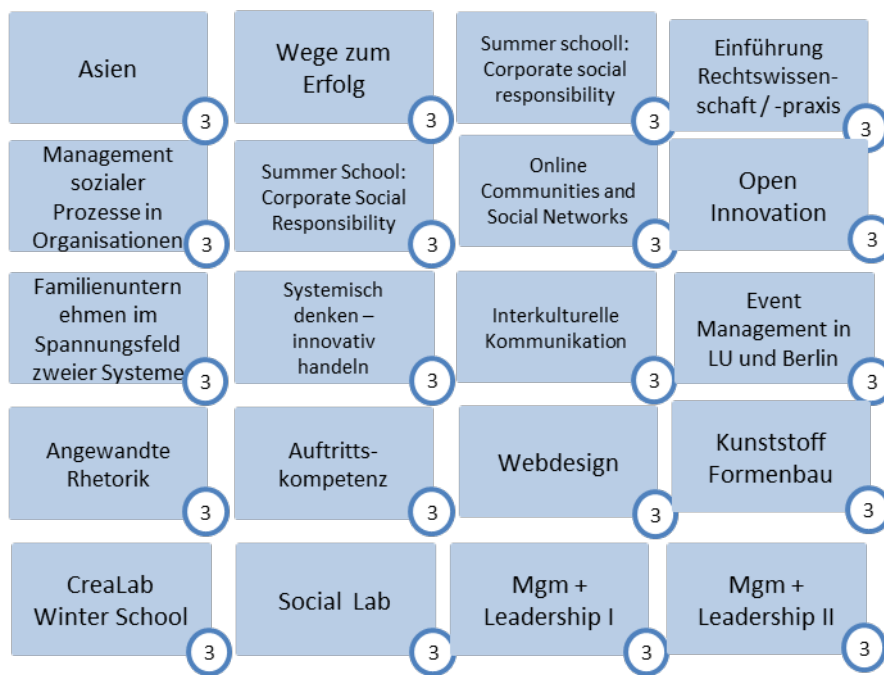 Asien
3
Wege zum
Erfolg
3
Summer schooll:
Corporate social
responsibility
3
Einführung
Rechtswissen-
schaft / -praxis
3
Management
sozialer
Prozesse in
Organisationen
3
Summer School:
Corporate Social
Responsibility
3
Online
Communities and
Social Networks
3
Open
Innovation
3
Familienuntern
ehmen im
Spannungsfeld
zweier Systeme
3
Systemisch
denken –
innovativ
handeln
3
Interkulturelle
Kommunikation
3
Event
Management in
LU und Berlin
3
Angewandte
Rhetorik
3
Auftritts-
kompetenz
3
Webdesign
3
Kunststoff
Formenbau
3
CreaLab
Winter School
3
Social Lab
3
Mgm +
Leadership I
3
Mgm +
Leadership II
3